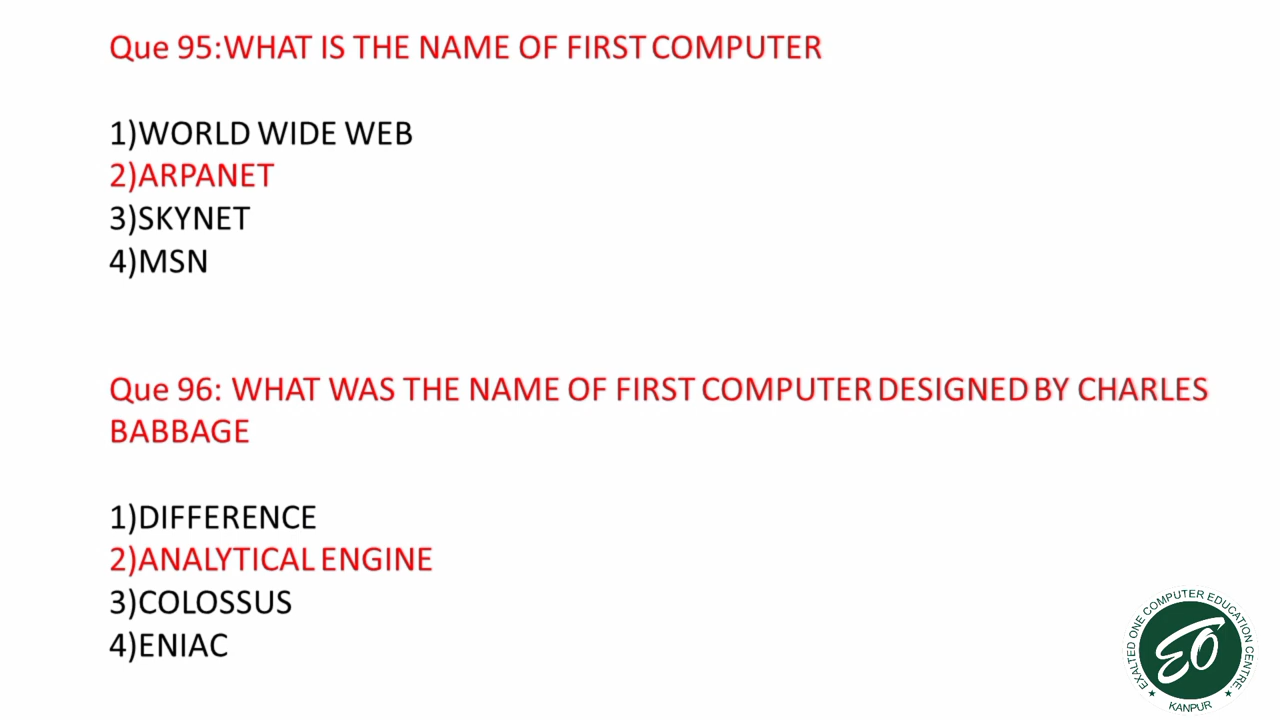 Que 95:WHAT IS THE NAME OF FIRST COMPUTER
1)WORLD WIDE WEB
2)ARPANET
3)SKYNET
4)MSN
Que 96: WHAT WAS THE NAME OF FIRST COMPUTER DESIGNED BY CHARLES
BABBAGE
1)DIFFERENCE
2)ANALYTICAL ENGINE
3)COLOSSUS
4)ENIAC
EXALTED ONE COMPUTER EDUCATION CENTRE,
EO
KANPUR